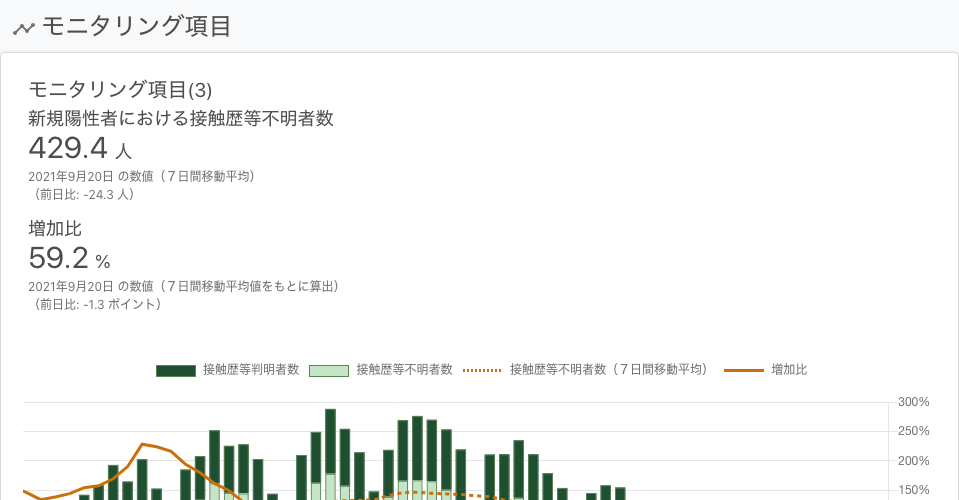 モニタリング項目
モニタリング項目(3)
新規陽性者における接触歴等不明者数
429.4 人
2021年9月20日 の数値（７日間移動平均）
（前日比: -24.3 人）
増加比
59.2 %
2021年9月20日 の数値（７日間移動平均値をもとに算出）
（前日比: -1.3 ポイント）
接触歴等判明者数 接触歴等不明者数 接触歴等不明者数（７日間移動平均） 増加比
300%
250%
200%
150%